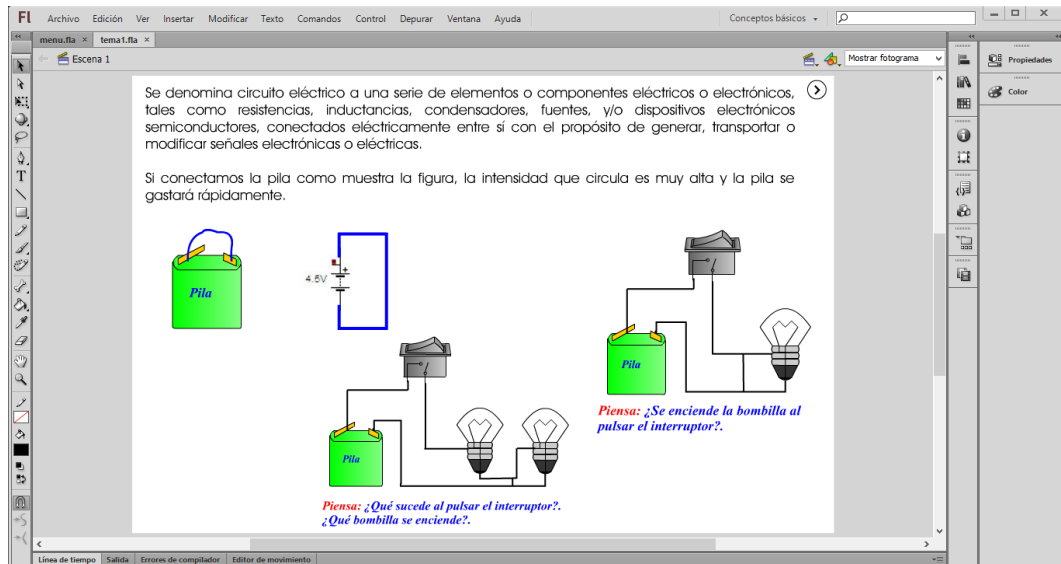 Fl Archivo Edición Ver Insertar Modificar Texto Comandos Control Depurar Ventana Ayuda Conceptos básicos
menu.fla × tema1.fla ×
Escena 1 Mostrar fotograma
Propiedades
Color
Se denomina circuito eléctrico a una serie de elementos o componentes eléctricos o electrónicos,
tales como resistencias, inductancias, condensadores, fuentes, y/o dispositivos electrónicos
semiconductores, conectados eléctricamente entre sí con el propósito de generar, transportar o
modificar señales electrónicas o eléctricas.
Si conectamos la pila como muestra la figura, la intensidad que circula es muy alta y la pila se
gastará rápidamente.
Pila
4.5V
+
Pila
Piensa: ¿Se enciende la bombilla al
pulsar el interruptor?.
Pila
Piensa: ¿Qué sucede al pulsar el interruptor?.
¿Qué bombilla se enciende?.
Línea de tiempo Salida Errores de compilador Editor de movimiento